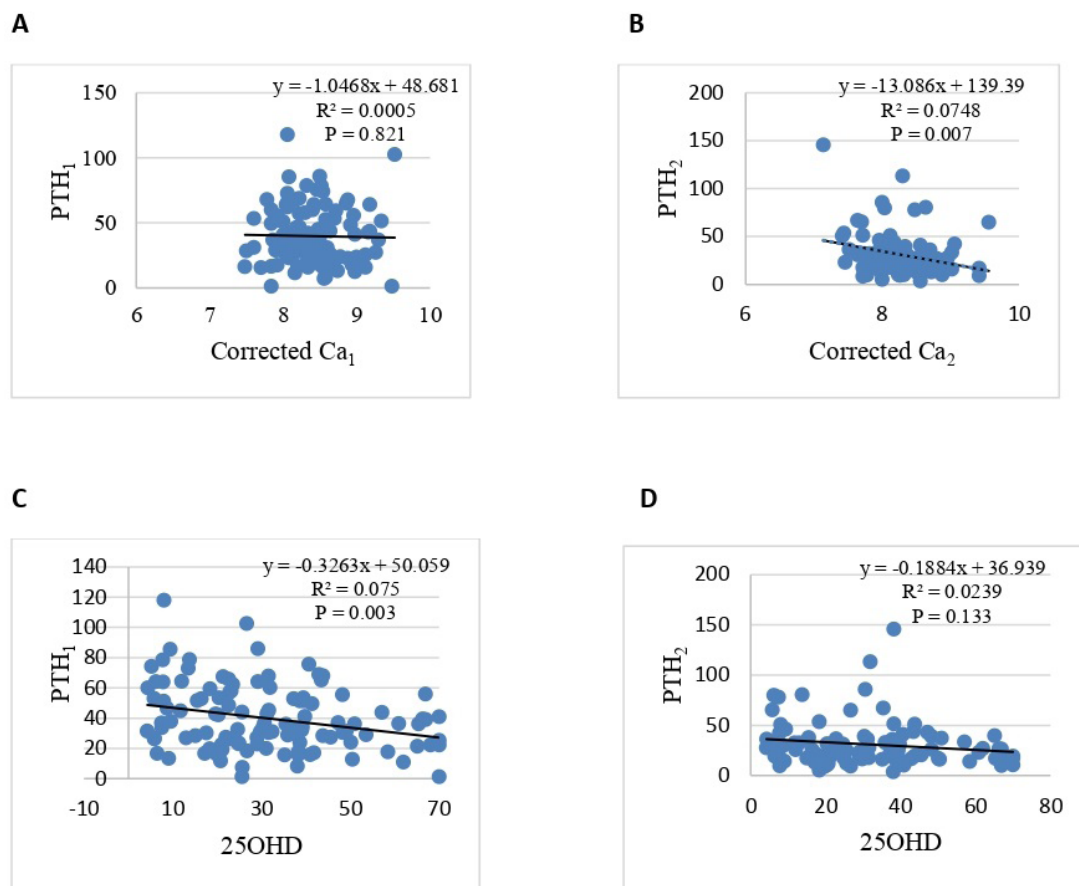 A
y = -1.0468x + 48.681
R² = 0.0005
P = 0.821
150
100
50
0
PTH₁
6 7 8 9 10
Corrected Ca₁
B
y = -13.086x + 139.39
R² = 0.0748
P = 0.007
200
150
100
50
0
PTH₂
6 8 10
Corrected Ca₂
C
y = -0.3263x + 50.059
R² = 0.075
P = 0.003
140
120
100
80
60
40
20
0
PTH₁
-10 10 30 50 70
25OHD
D
y = -0.1884x + 36.939
R² = 0.0239
P = 0.133
200
150
100
50
0
PTH₂
0 20 40 60 80
25OHD